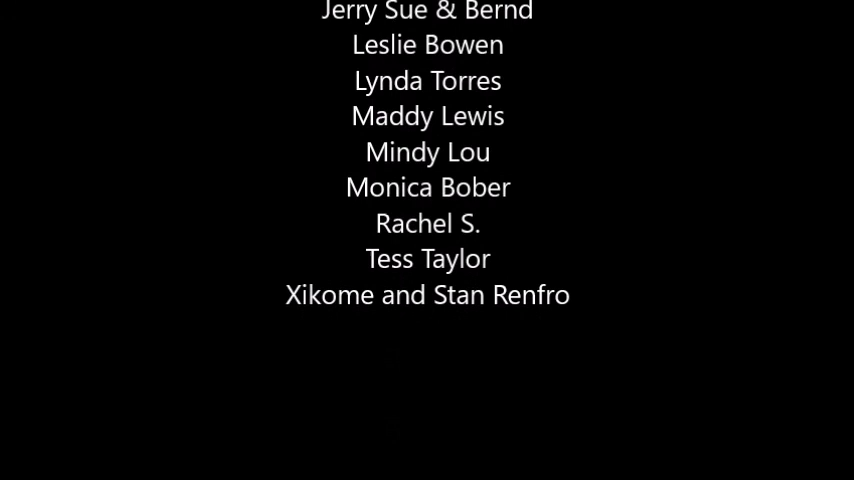 Jerry Sue & Bernd
Leslie Bowen
Lynda Torres
Maddy Lewis
Mindy Lou
Monica Bober
Rachel S.
Tess Taylor
Xikome and Stan Renfro